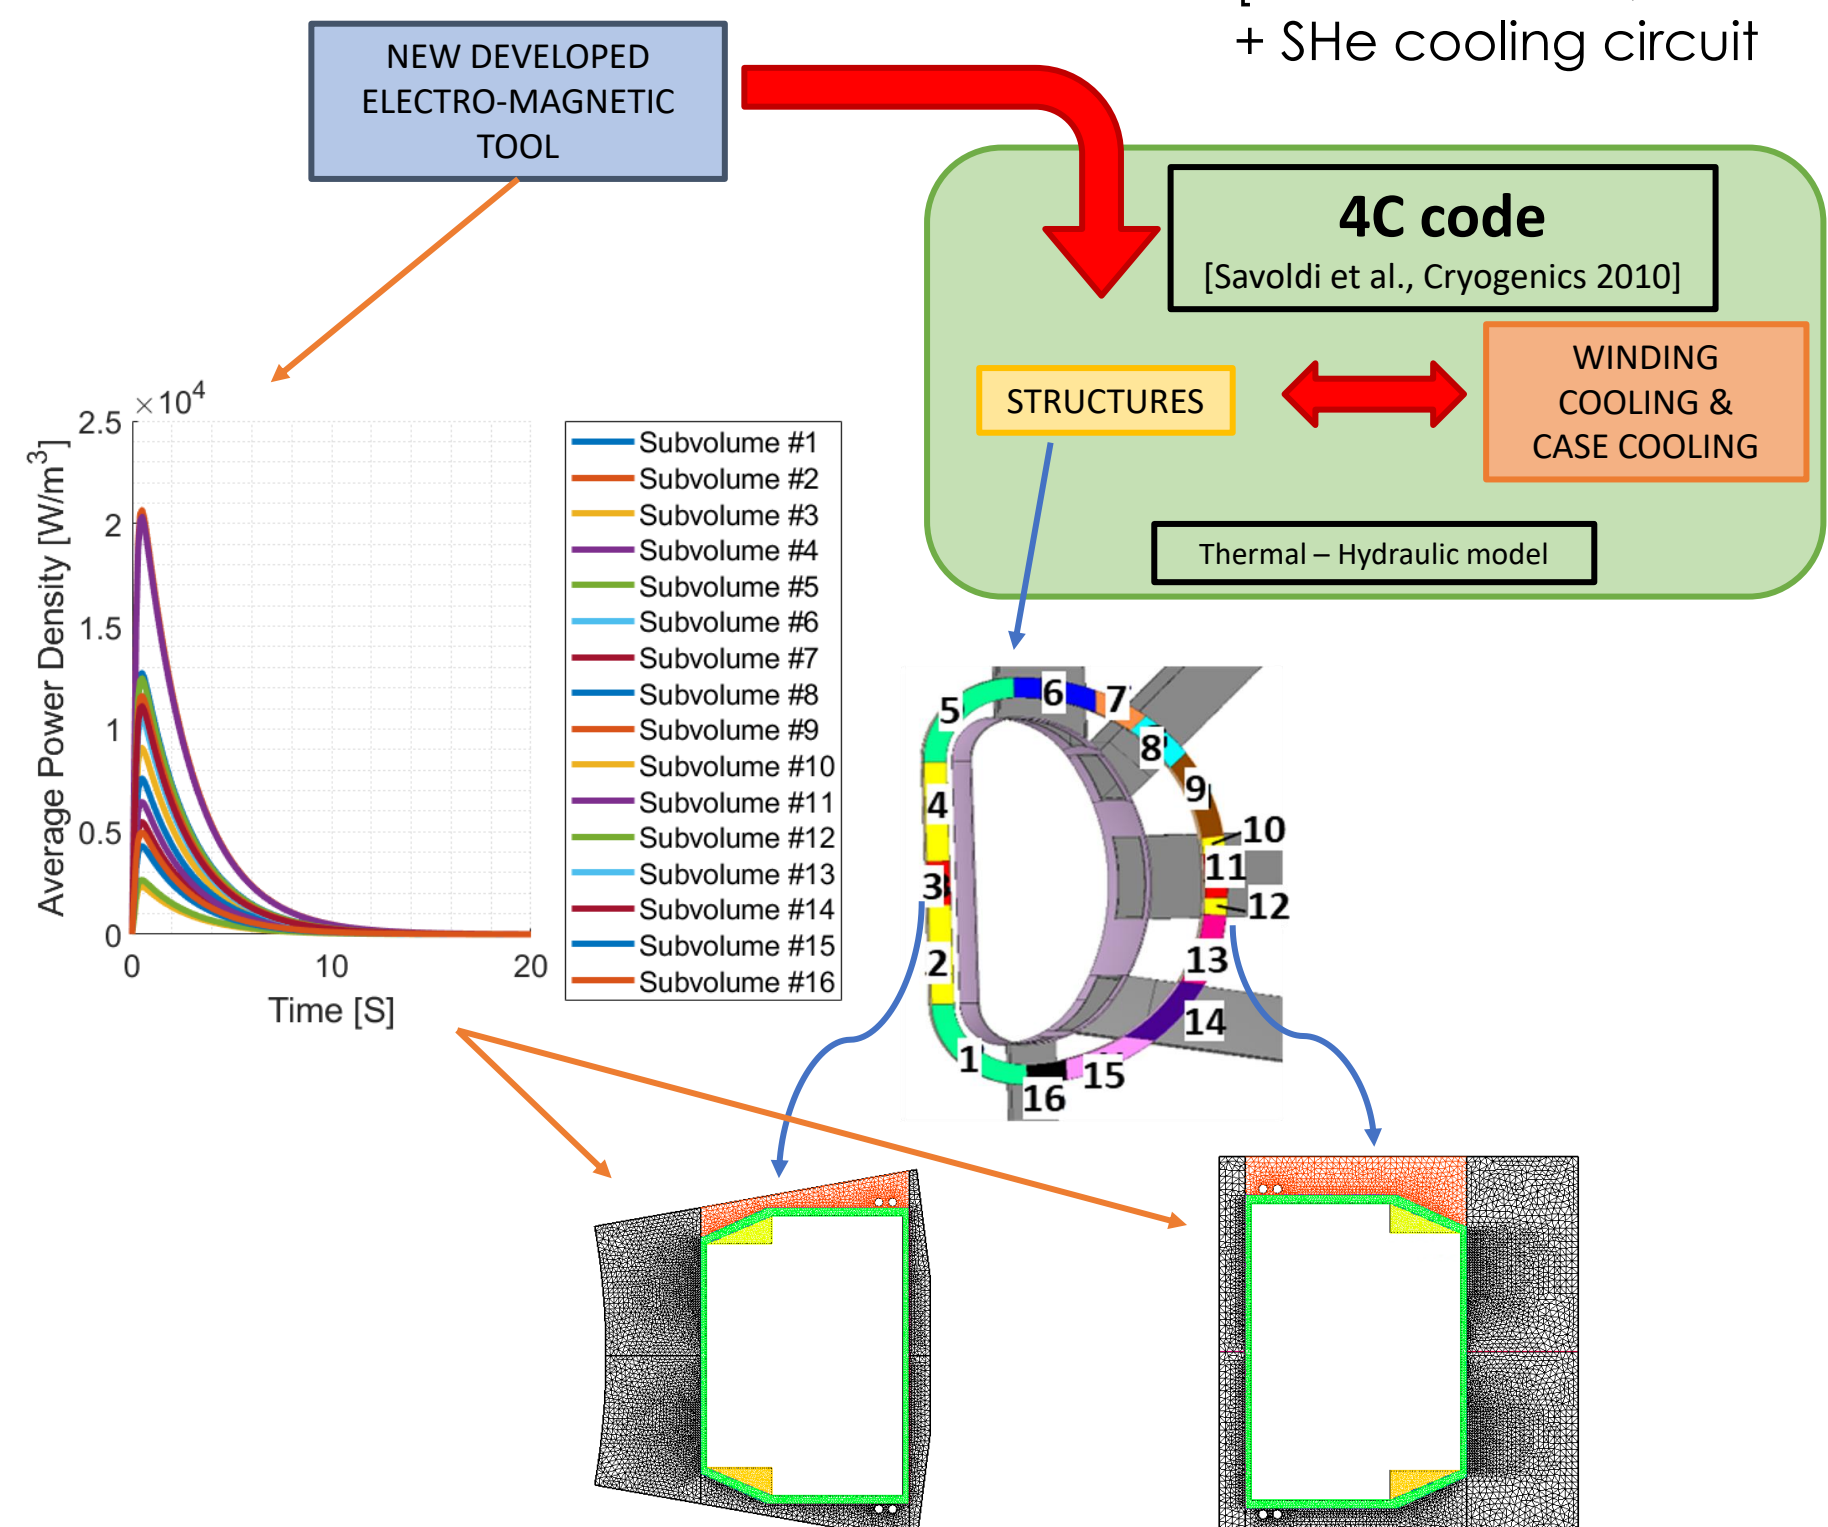 + SHe cooling circuit
NEW DEVELOPED
ELECTRO-MAGNETIC
TOOL
4C code
[Savoldi et al., Cryogenics 2010]
STRUCTURES
WINDING
COOLING &
CASE COOLING
Thermal – Hydraulic model
×10⁴
2.5
2
1.5
1
0.5
0
Average Power Density [W/m³]
0
10
20
Time [S]
Subvolume #1
Subvolume #2
Subvolume #3
Subvolume #4
Subvolume #5
Subvolume #6
Subvolume #7
Subvolume #8
Subvolume #9
Subvolume #10
Subvolume #11
Subvolume #12
Subvolume #13
Subvolume #14
Subvolume #15
Subvolume #16
5
6
7
8
4
9
10
3
11
12
2
13
14
1
15
16